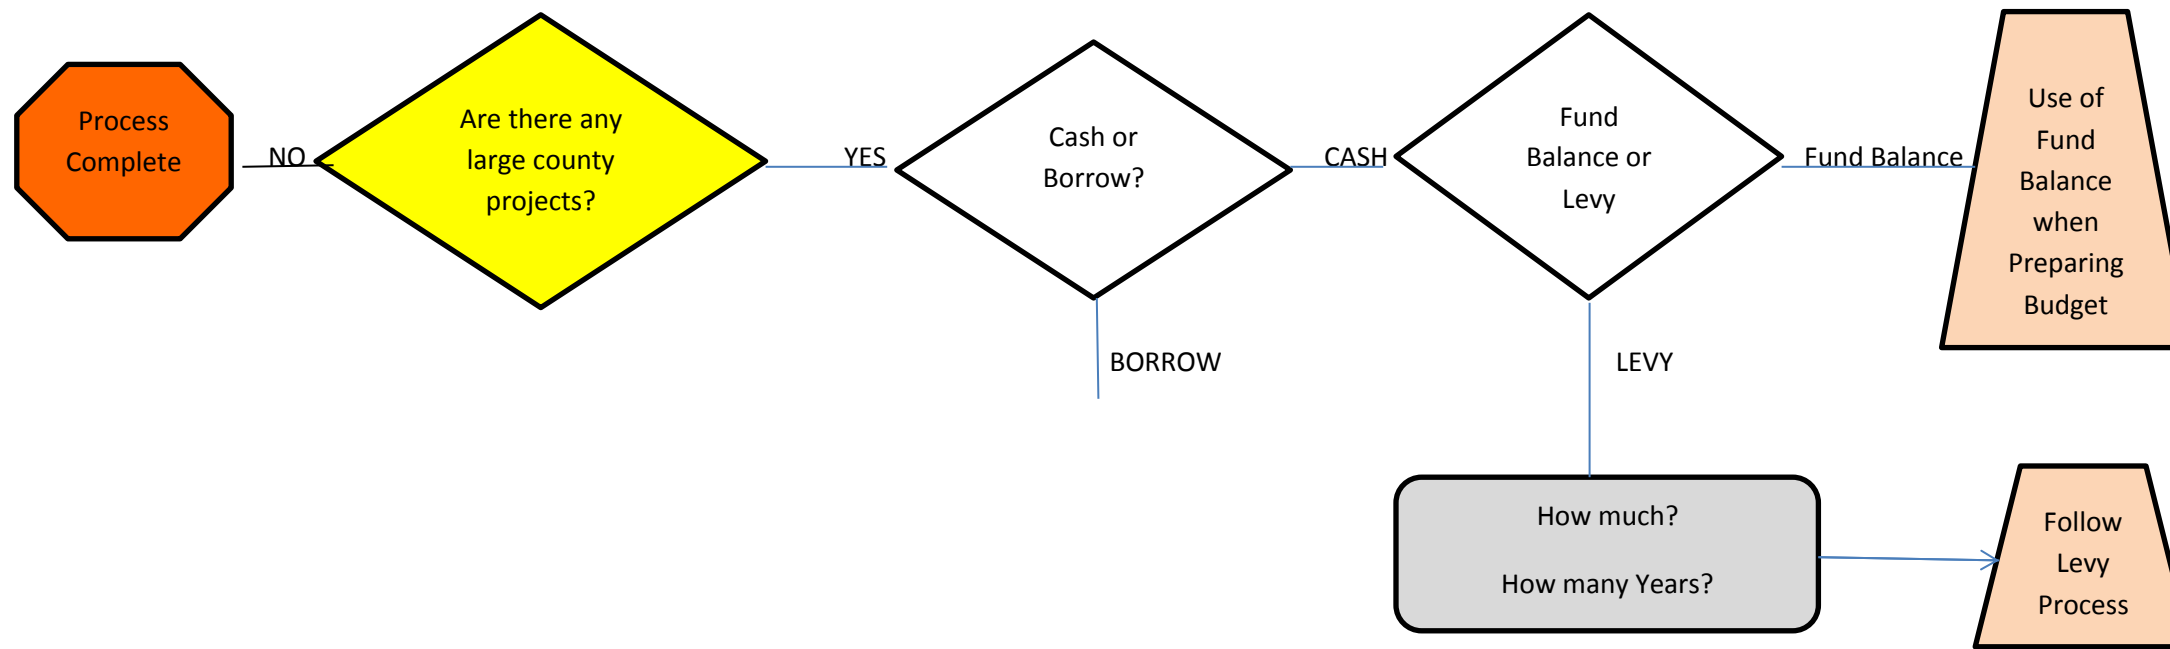 Process
Complete
NO
Are there any
large county
projects?
YES
Cash or
Borrow?
CASH
Fund
Balance or
Levy
Fund Balance
Use of
Fund
Balance
when
Preparing
Budget
BORROW
LEVY
How much?
How many Years?
Follow
Levy
Process